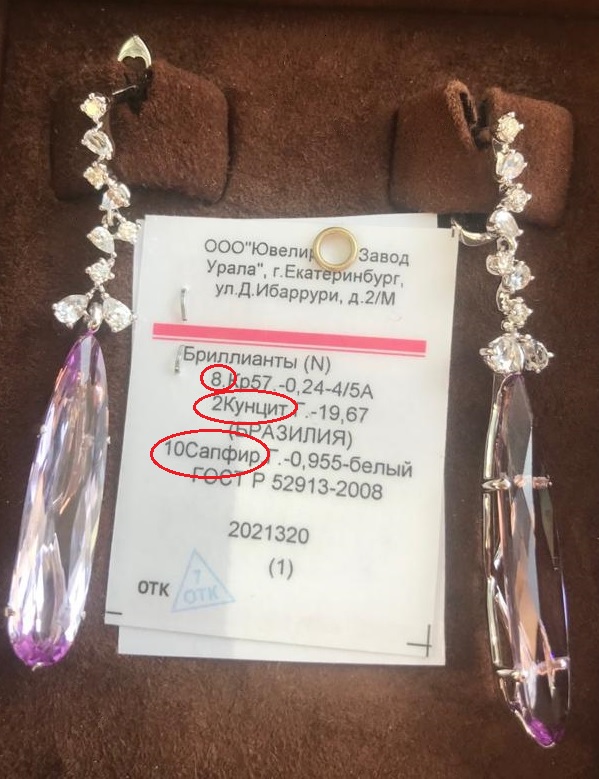 ООО"Ювелир Завод
Урала", г.Екатеринбург,
ул.Д.Ибаррури, д.2/М
Бриллианты (N)
8.Кр57.-0,24-4/5А
2Кунцит Г.-19,67
(БРАЗИЛИЯ)
10Сапфир Г.-0,955-белый
ГОСТ Р 52913-2008
2021320
(1)
ОТК
1
ОТК